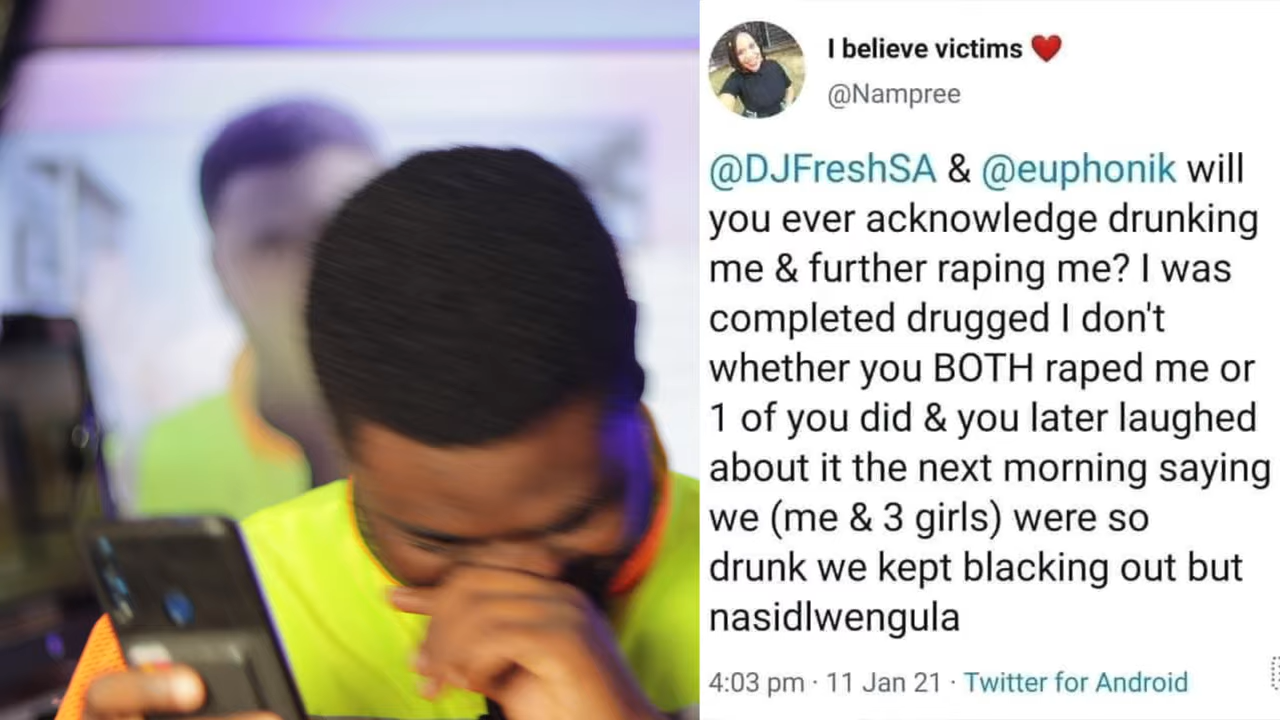 I believe victims ❤️
@Nampree
@DJFreshSA & @euphonik will
you ever acknowledge drunking
me & further raping me? I was
completed drugged I don't
whether you BOTH raped me or
1 of you did & you later laughed
about it the next morning saying
we (me & 3 girls) were so
drunk we kept blacking out but
nasidlwengula
4:03 pm · 11 Jan 21 · Twitter for Android